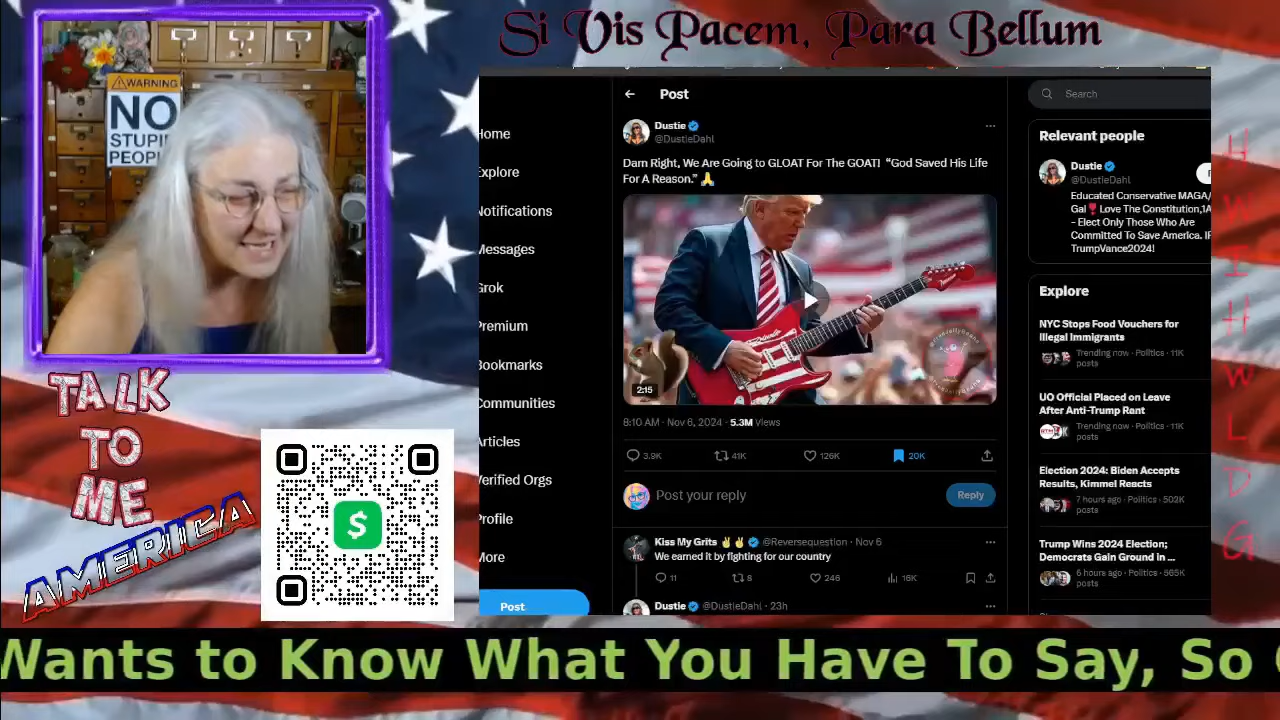 Si Vis Pacem, Para Bellum
WARNING
NO
STUPID
PEOPL
TALK
TO
ME
AMERICA
$
Home
Explore
Notifications
Messages
Grok
Premium
Bookmarks
Communities
Articles
Verified Orgs
Profile
More
Post
Post
Dustie
@DustieDahl
Darn Right, We Are Going to GLOAT For The GOAT! “God Saved His Life
For A Reason.” 🙏
2:15
8:10 AM · Nov 6, 2024 · 5.3M Views
3.9K 41K 126K 20K
Post your reply
Reply
Kiss My Grits ✌️✌️ @Reversequestion · Nov 6
We earned it by fighting for our country
11 8 246 16K
Dustie @DustieDahl · 23h
Search
Relevant people
Dustie
@DustieDahl
Educated Conservative MAGA/
Gal❣️Love The Constitution,1A
- Elect Only Those Who Are
Committed To Save America. IF
TrumpVance2024!
Explore
NYC Stops Food Vouchers for
Illegal Immigrants
Trending now · Politics · 11K
posts
UO Official Placed on Leave
After Anti-Trump Rant
Trending now · Politics · 11K
posts
Election 2024: Biden Accepts
Results, Kimmel Reacts
7 hours ago · Politics · 502K
posts
Trump Wins 2024 Election;
Democrats Gain Ground in ...
6 hours ago · Politics · 565K
posts
H
W
I
H
W
L
D
G
Wants to Know What You Have To Say, So